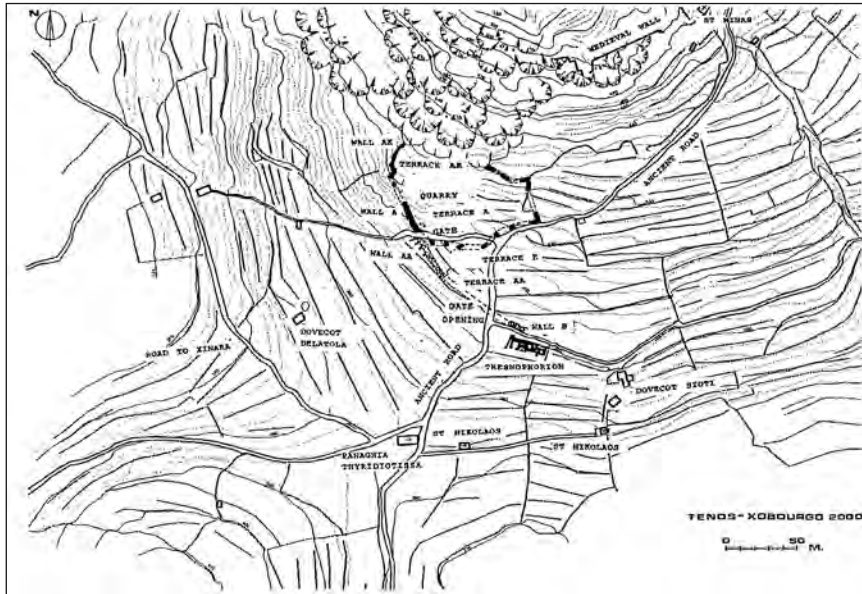 N
ST MINAS
MEDIEVAL WALL
WALL AE
TERRACE AE
ANCIENT ROAD
QUARRY
WALL A
TERRACE A
GATE
WALL AA
TERRACE E
TERRACE AA
GATE
OPENING
WALL B
DOVECOT
DELATOLA
ROAD TO XINARA
THESMOPHORION
ANCIENT ROAD
DOVECOT SIOTI
ST NIKOLAOS
ST NIKOLAOS
PANAGHIA
THYRIDIOTISSA
TENOS-XOBOURGO 2000
0 50 M.